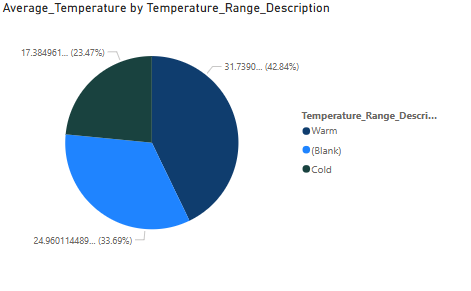 Average_Temperature by Temperature_Range_Description
17.384961... (23.47%)
31.7390... (42.84%)
Temperature_Range_Descri...
Warm
(Blank)
Cold
24.960114489... (33.69%)